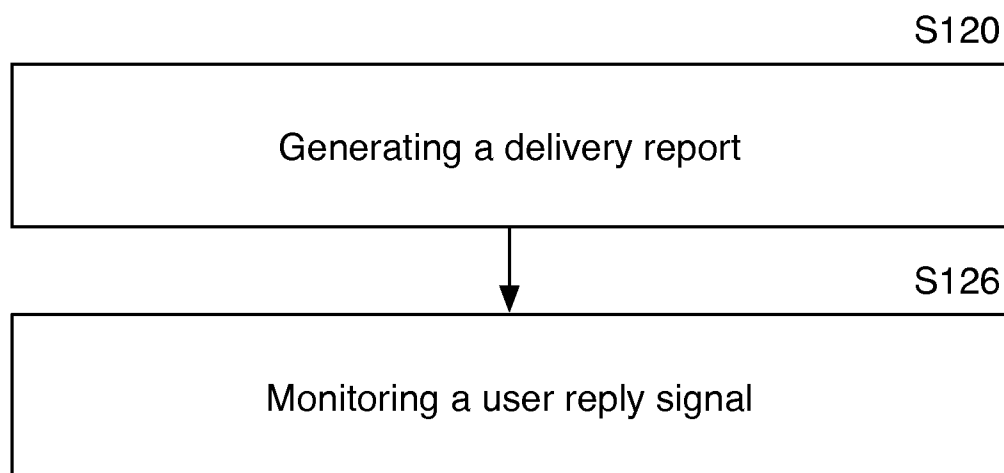 S120
Generating a delivery report
S126
Monitoring a user reply signal